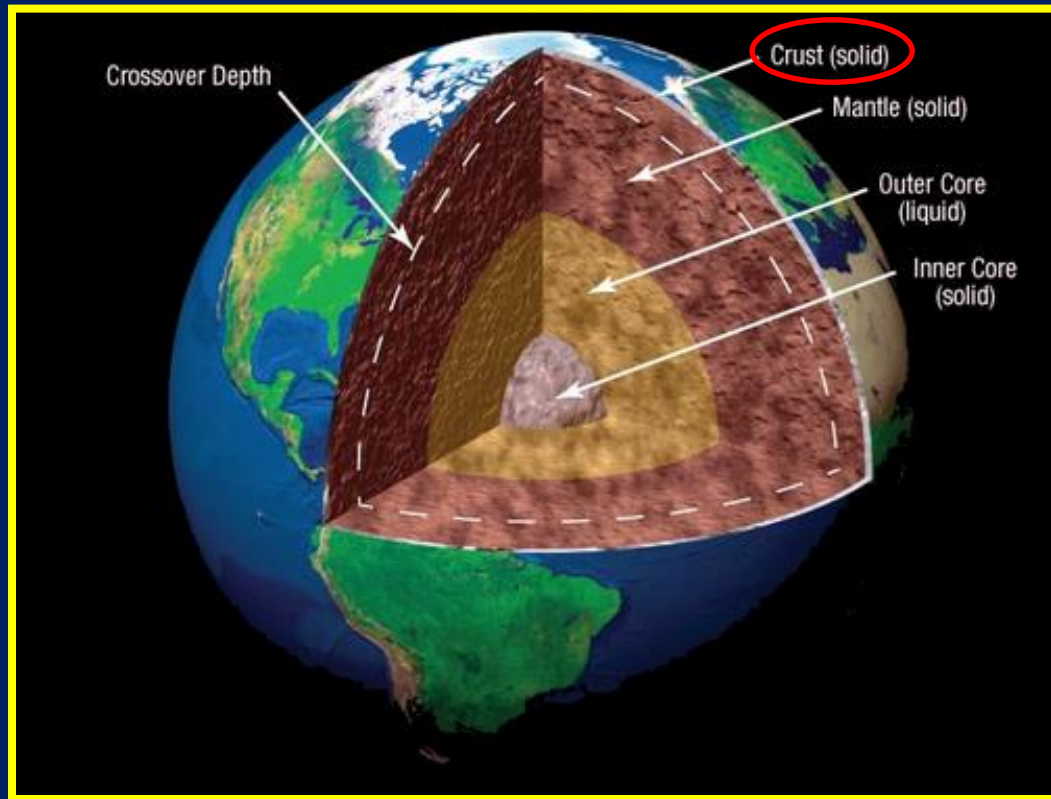 Crossover Depth
Crust (solid)
Mantle (solid)
Outer Core
(liquid)
Inner Core
(solid)